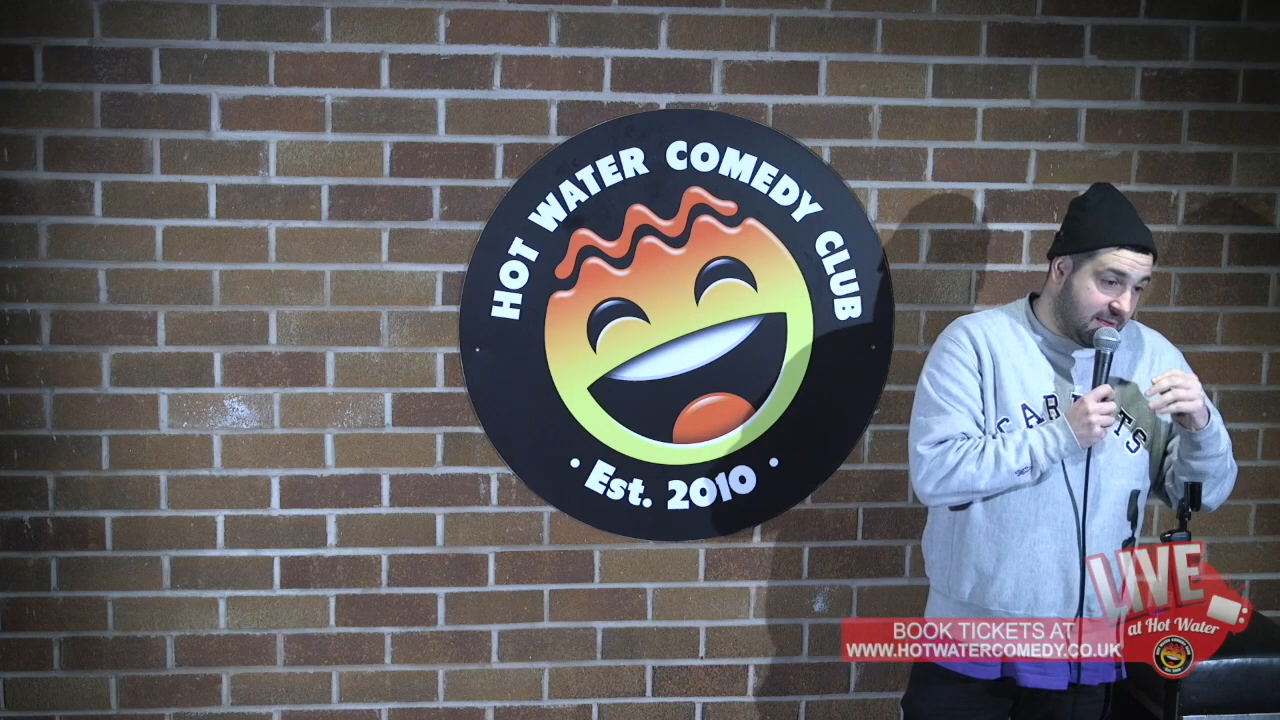 HOT WATER COMEDY CLUB
· Est. 2010 ·
LIVE
at Hot Water
BOOK TICKETS AT
WWW.HOTWATERCOMEDY.CO.UK